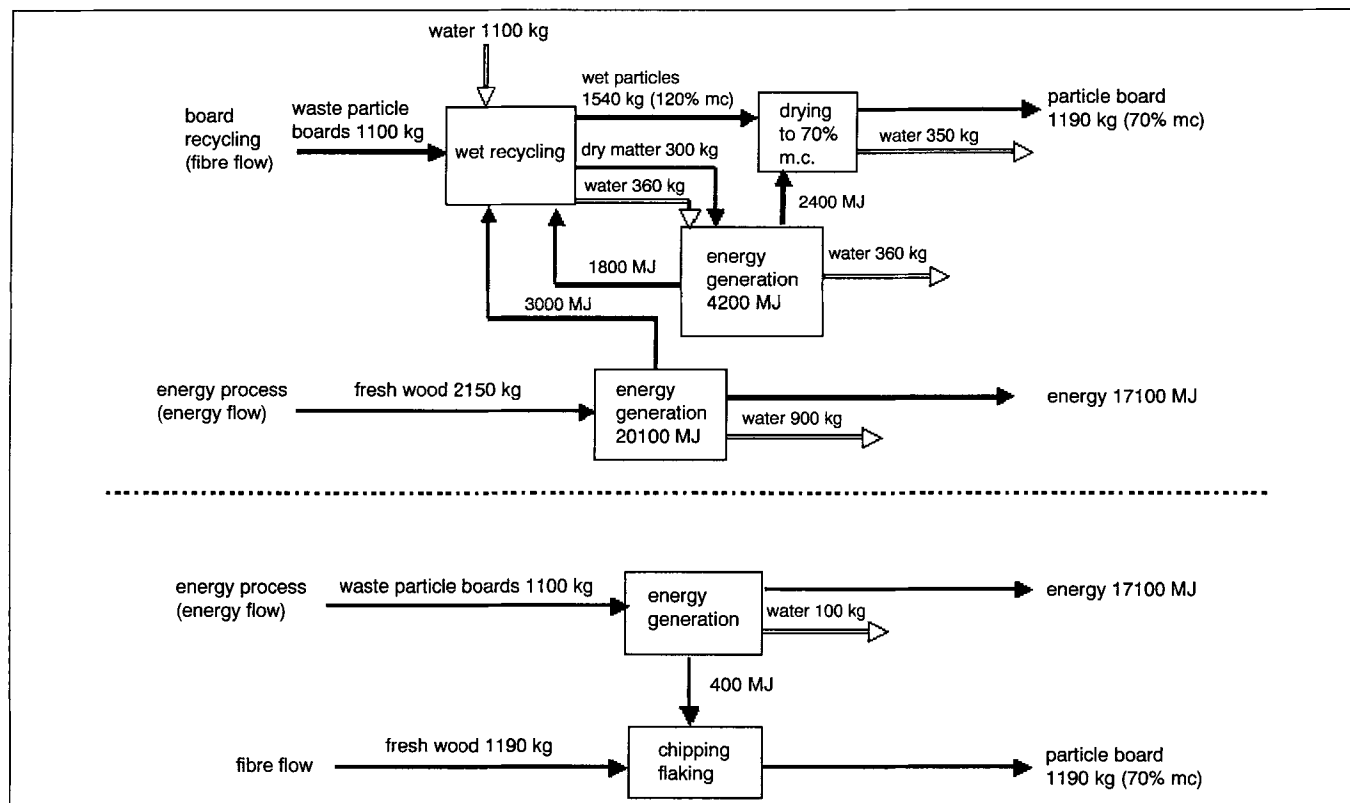 water 1100 kg
board
recycling
(fibre flow)
waste particle
boards 1100 kg
wet recycling
wet particles
1540 kg (120% mc)
dry matter 300 kg
water 360 kg
drying
to 70%
m.c.
particle board
1190 kg (70% mc)
water 350 kg
2400 MJ
1800 MJ
energy
generation
4200 MJ
water 360 kg
3000 MJ
energy process
(energy flow)
fresh wood 2150 kg
energy
generation
20100 MJ
energy 17100 MJ
water 900 kg
energy process
(energy flow)
waste particle boards 1100 kg
energy
generation
energy 17100 MJ
water 100 kg
400 MJ
fibre flow
fresh wood 1190 kg
chipping
flaking
particle board
1190 kg (70% mc)